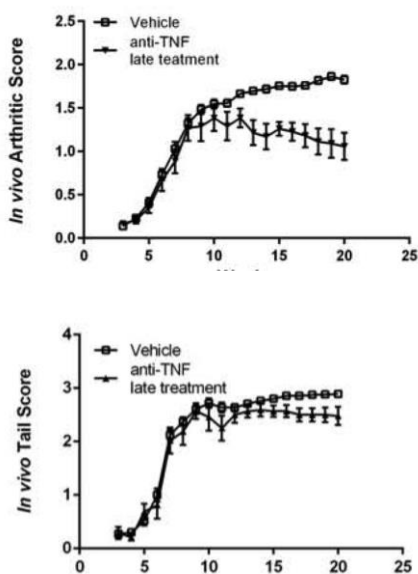 Vehicle
anti-TNF
late teatment
In vivo Arthritic Score
2.5
2.0
1.5
1.0
0.5
0.0
0 5 10 15 20 25
Vehicle
anti-TNF
late treatment
In vivo Tail Score
4
3
2
1
0
0 5 10 15 20 25